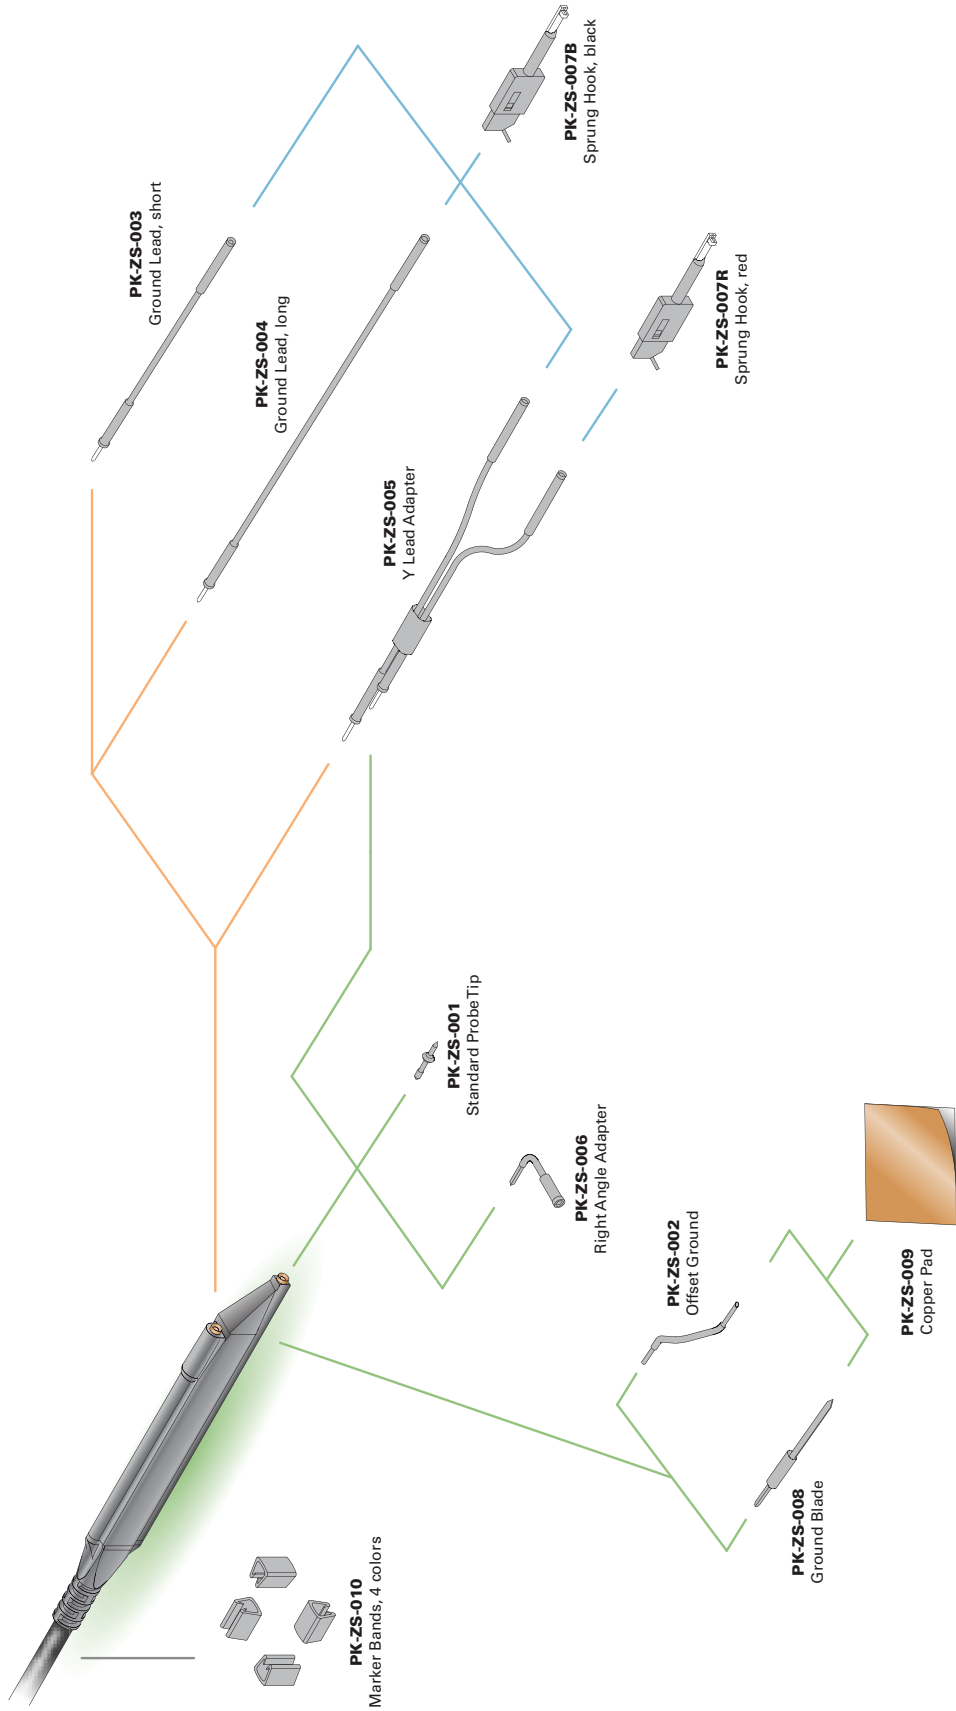 PK-ZS-003
Ground Lead, short
PK-ZS-004
Ground Lead, long
PK-ZS-005
Y Lead Adapter
PK-ZS-007B
Sprung Hook, black
PK-ZS-007R
Sprung Hook, red
PK-ZS-001
Standard Probe Tip
PK-ZS-006
Right Angle Adapter
PK-ZS-002
Offset Ground
PK-ZS-009
Copper Pad
PK-ZS-008
Ground Blade
PK-ZS-010
Marker Bands, 4 colors